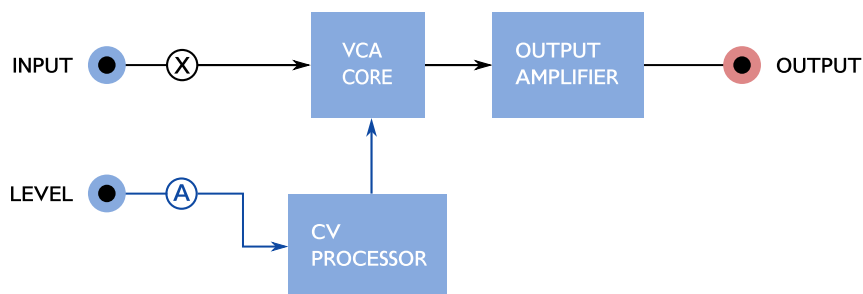 INPUT
X
VCA
CORE
OUTPUT
AMPLIFIER
OUTPUT
LEVEL
A
CV
PROCESSOR